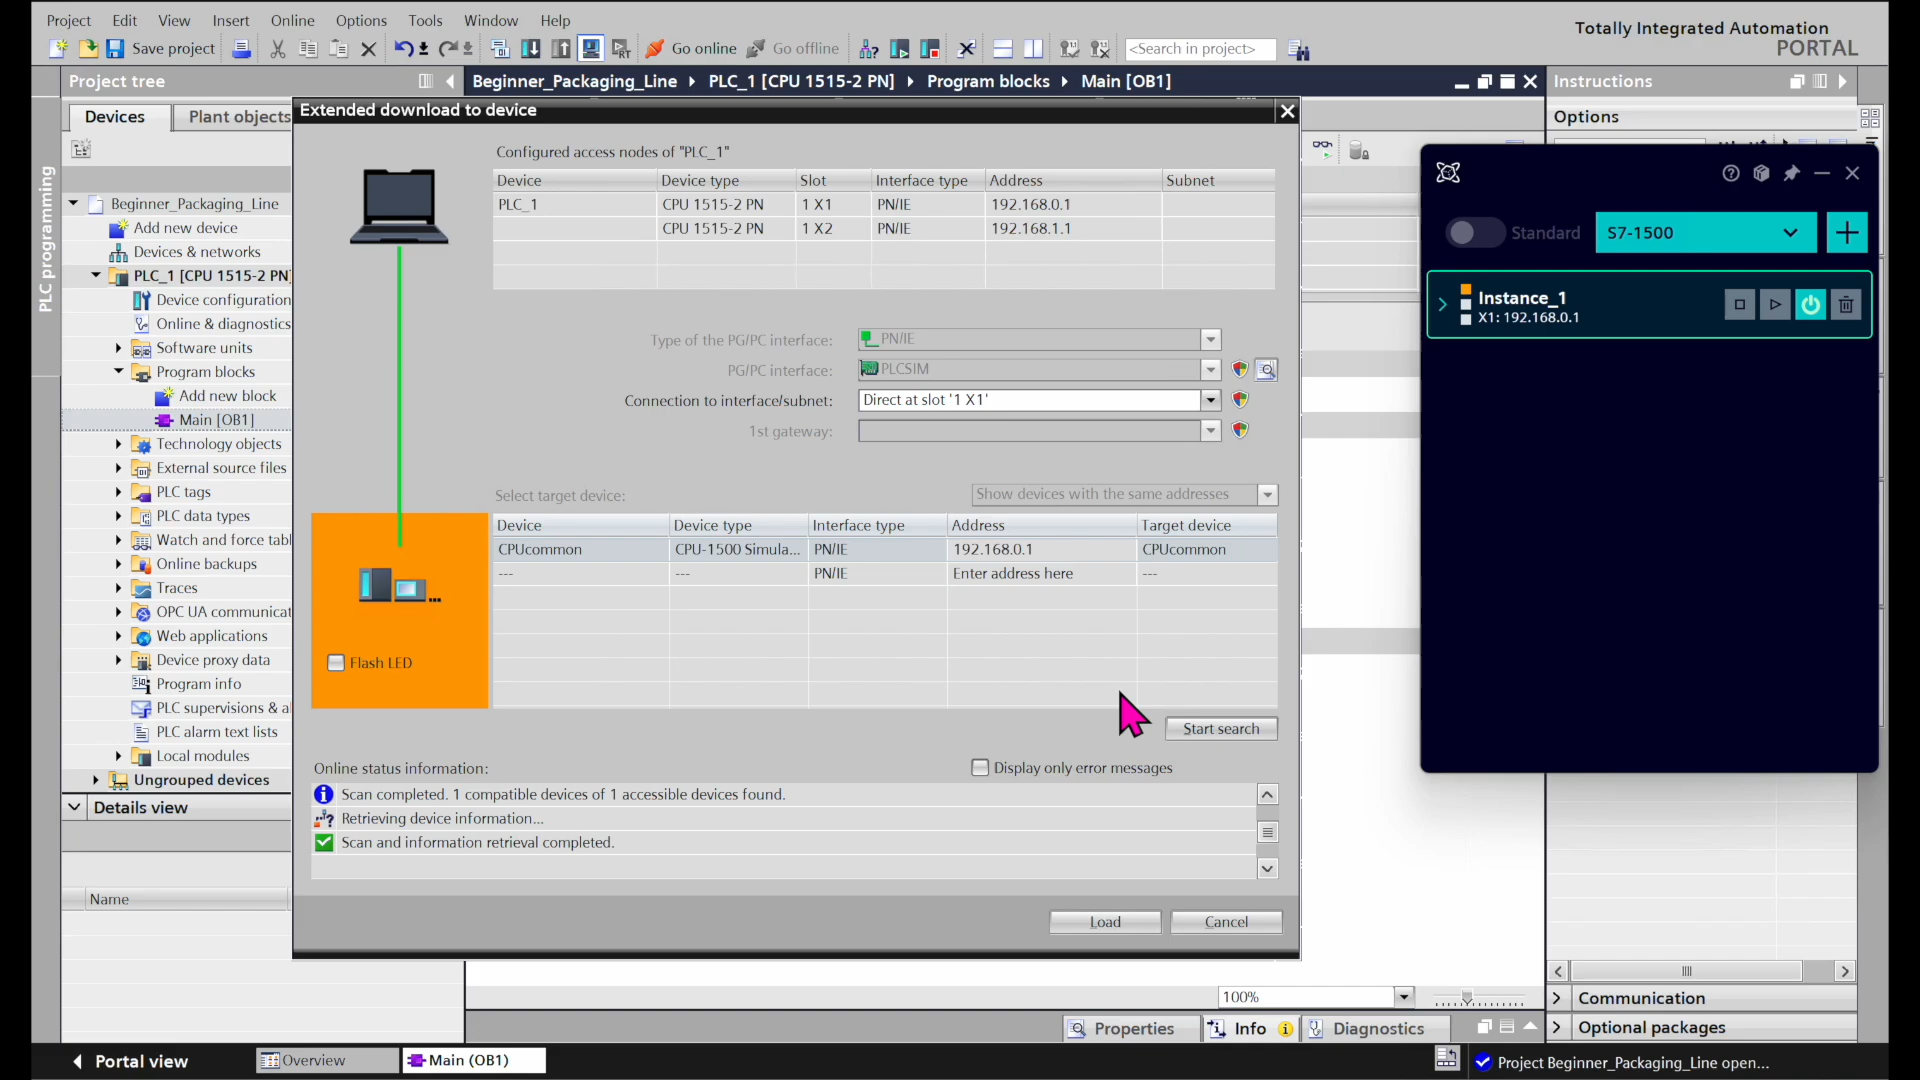 Project Edit View Insert Online Options Tools Window Help
Totally Integrated Automation
PORTAL
Save project Go online Go offline <Search in project>
Project tree
Beginner_Packaging_Line PLC_1 [CPU 1515-2 PN] Program blocks Main [OB1]
Instructions
Devices Plant objects
Options
PLC programming
Beginner_Packaging_Line
Add new device
Devices & networks
PLC_1 [CPU 1515-2 PN]
Device configuration
Online & diagnostics
Software units
Program blocks
Add new block
Main [OB1]
Technology objects
External source files
PLC tags
PLC data types
Watch and force tabl
Online backups
Traces
OPC UA communicat
Web applications
Device proxy data
Program info
PLC supervisions & a
PLC alarm text lists
Local modules
Ungrouped devices
Details view
Name
Extended download to device
Configured access nodes of "PLC_1"
Device Device type Slot Interface type Address Subnet
PLC_1 CPU 1515-2 PN 1 X1 PN/IE 192.168.0.1
CPU 1515-2 PN 1 X2 PN/IE 192.168.1.1
Type of the PG/PC interface: PN/IE
PG/PC interface: PLCSIM
Connection to interface/subnet: Direct at slot '1 X1'
1st gateway:
Select target device: Show devices with the same addresses
Device Device type Interface type Address Target device
CPUcommon CPU-1500 Simula... PN/IE 192.168.0.1 CPUcommon
--- --- PN/IE Enter address here ---
Flash LED
Start search
Online status information: Display only error messages
Scan completed. 1 compatible devices of 1 accessible devices found.
Retrieving device information...
Scan and information retrieval completed.
Load Cancel
Standard S7-1500
Instance_1
X1: 192.168.0.1
100%
Properties Info Diagnostics
Communication
Optional packages
Portal view Overview Main (OB1)
Project Beginner_Packaging_Line open...